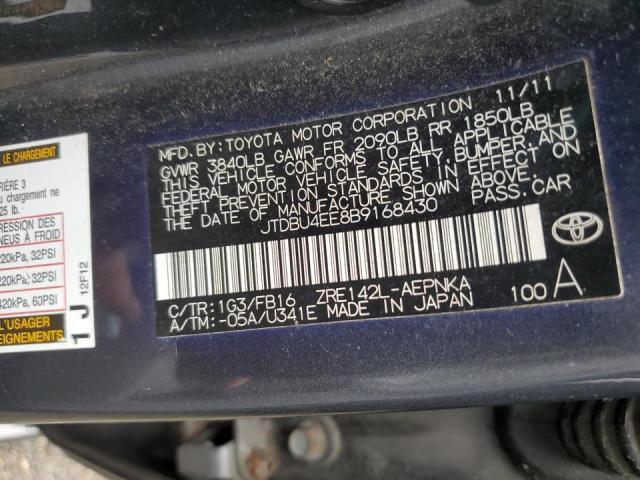 LE CHARGEMENT
RIÈRE 3
u chargement ne
25 lb.
RESSION DES
NEUS À FROID
220kPa, 32PSI
220kPa, 32PSI
420kPa, 60PSI
L'USAGER
SEIGNEMENTS
1J 12F12
MFD. BY: TOYOTA MOTOR CORPORATION 11/11
GVWR 3840LB GAWR FR 2090LB RR 1850LB
THIS VEHICLE CONFORMS TO ALL APPLICABLE
FEDERAL MOTOR VEHICLE SAFETY, BUMPER, AND
THEFT PREVENTION STANDARDS IN EFFECT ON
THE DATE OF MANUFACTURE SHOWN ABOVE.
JTDBU4EE8B9168430 PASS. CAR
C/TR: 1G3/FB16 ZRE142L-AEPNKA
A/TM: -05A/U341E MADE IN JAPAN 100 A